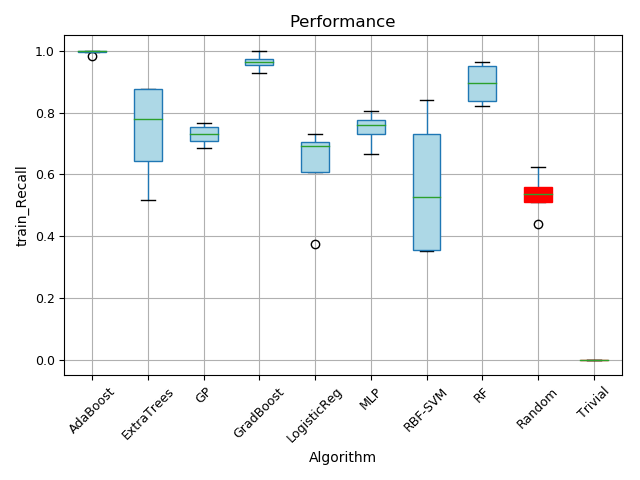 Performance
train_Recall
1.0
0.8
0.6
0.4
0.2
0.0
AdaBoost
ExtraTrees
GP
GradBoost
LogisticReg
MLP
RBF-SVM
RF
Random
Trivial
Algorithm